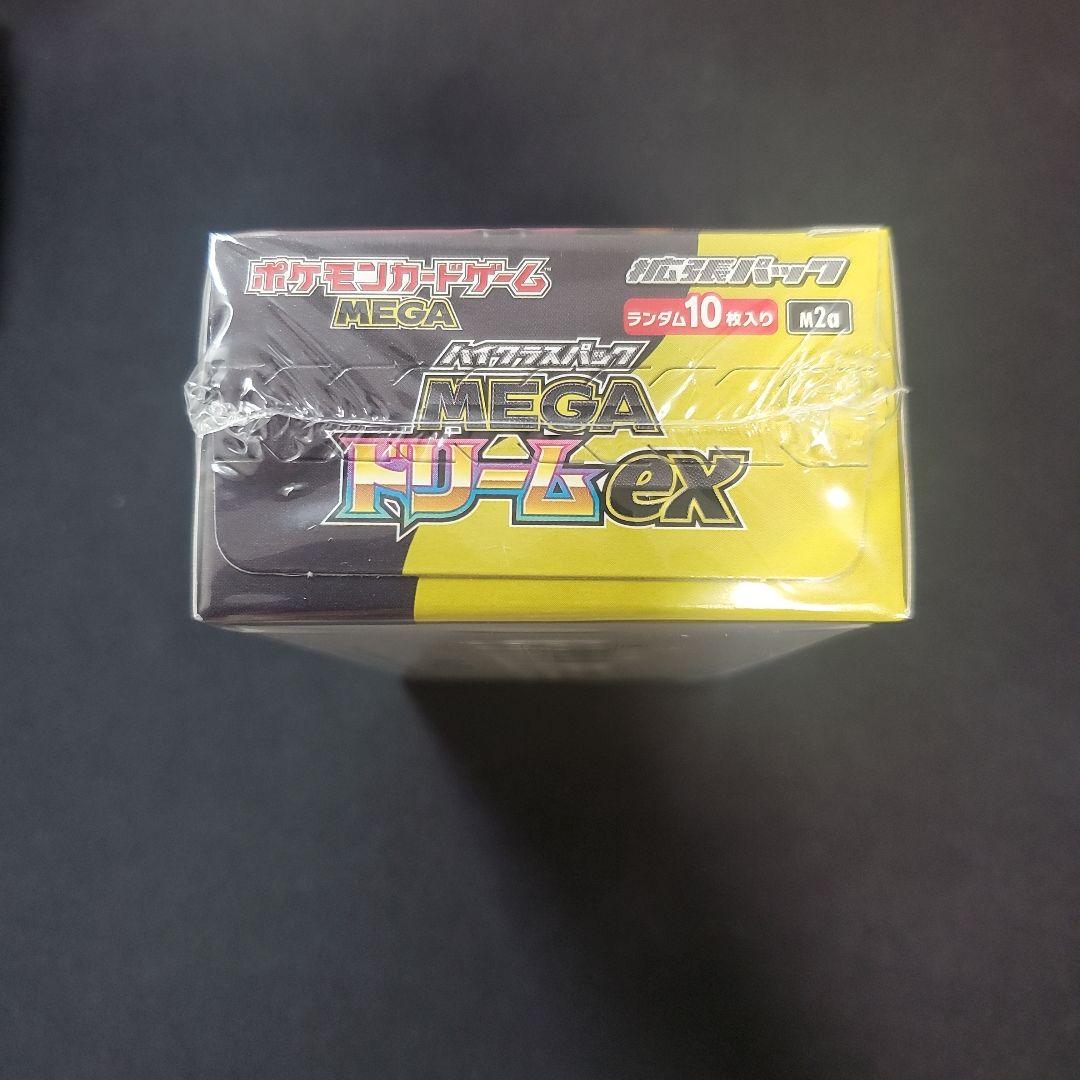 ポケモンカードゲーム™
MEGA
拡張パック
ランダム10枚入り
M2a
ハイクラスパック
MEGA
ドリームex